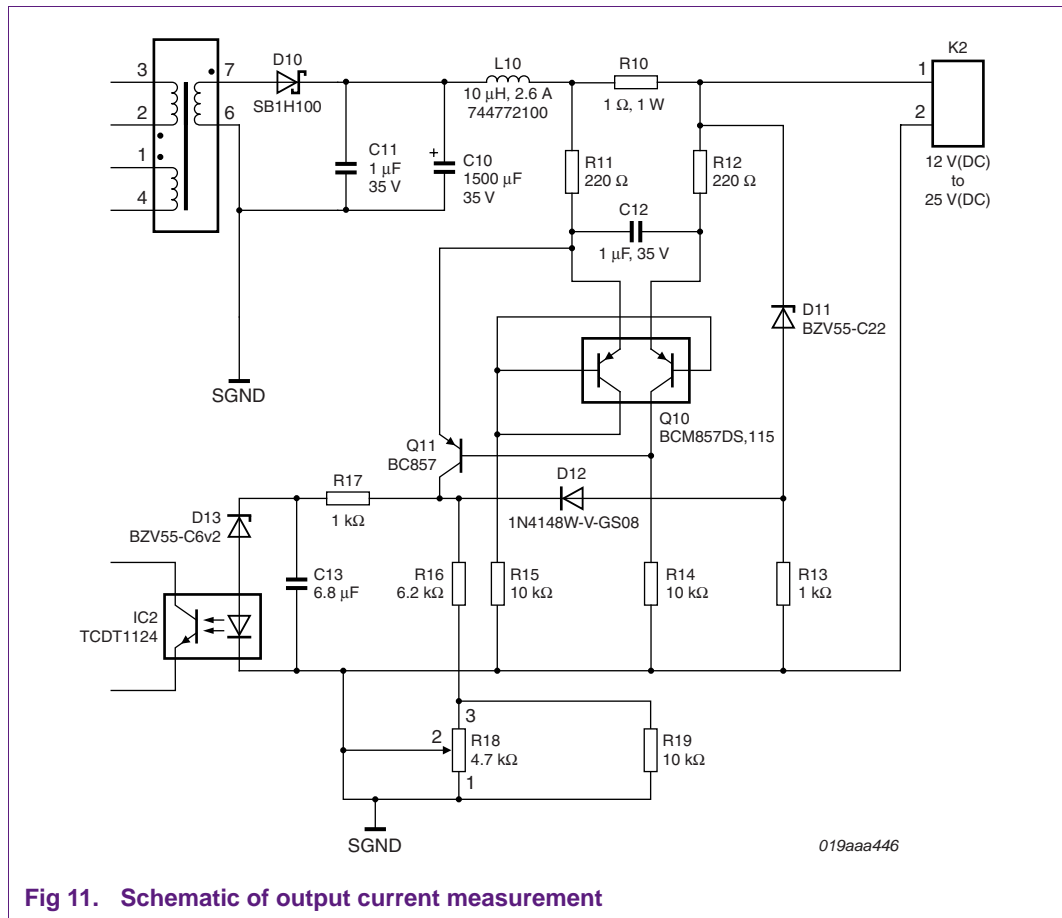 3
2
1
4
7
6
D10
SB1H100
L10
10 μH, 2.6 A
744772100
R10
1 Ω, 1 W
K2
1
2
12 V(DC)
to
25 V(DC)
C11
1 μF
35 V
+
C10
1500 μF
35 V
R11
220 Ω
R12
220 Ω
C12
1 μF, 35 V
D11
BZV55-C22
SGND
Q10
BCM857DS,115
Q11
BC857
R17
1 kΩ
D12
1N4148W-V-GS08
D13
BZV55-C6v2
C13
6.8 μF
R16
6.2 kΩ
R15
10 kΩ
R14
10 kΩ
R13
1 kΩ
IC2
TCDT1124
3
2
R18
4.7 kΩ
1
R19
10 kΩ
SGND
019aaa446
Fig 11. Schematic of output current measurement